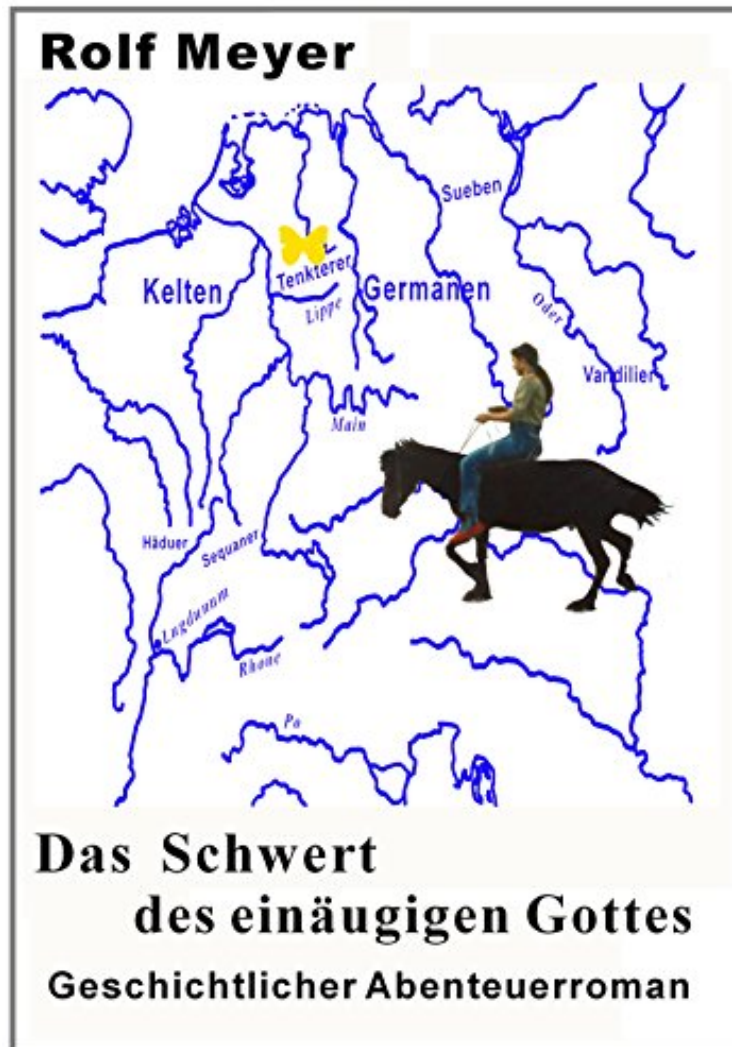 Rolf Meyer
Sueben
Tenkterer
Kelten
Germanen
Lippe
Oder
Vandilier
Main
Häduer
Sequaner
Lugduunm
Rhone
Po
Das Schwert
des einäugigen Gottes
Geschichtlicher Abenteuerroman